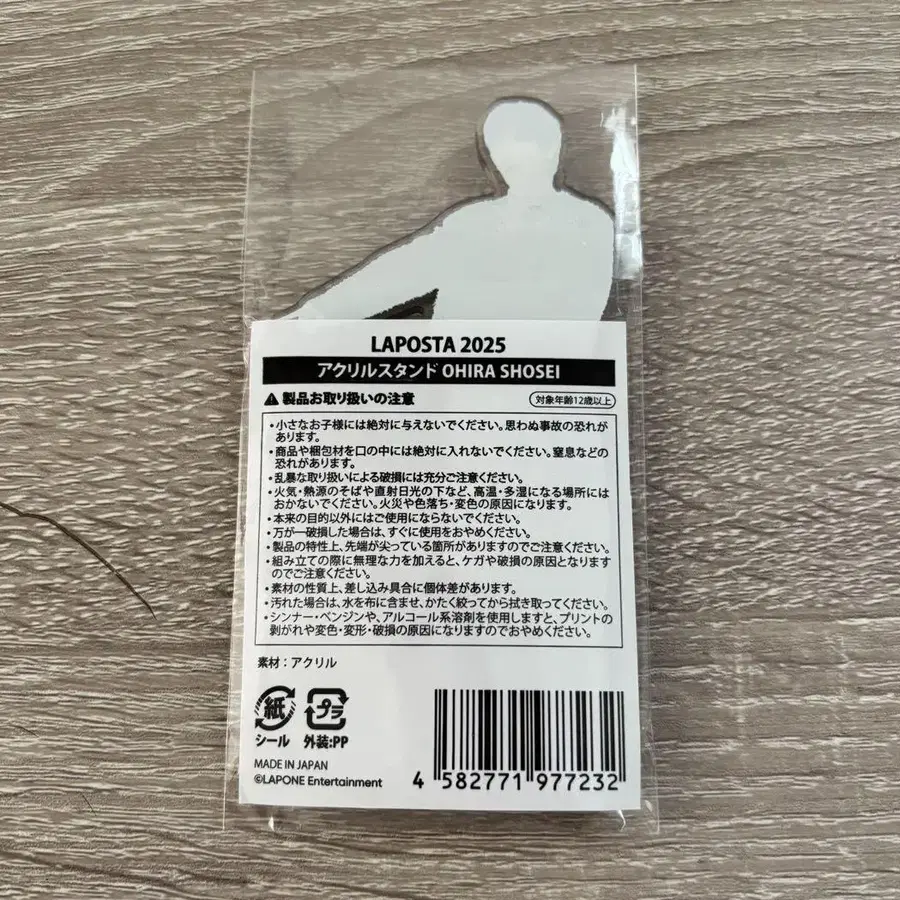 LAPOSTA 2025
アクリルスタンド OHIRA SHOSEI
製品お取り扱いの注意
対象年齢12歳以上
・小さなお子様には絶対に与えないでください。思わぬ事故の恐れが
あります。
・商品や梱包材を口の中には絶対に入れないでください。窒息などの
恐れがあります。
・乱暴な取り扱いによる破損には充分ご注意ください。
・火気・熱源のそばや直射日光の下など、高温・多湿になる場所には
おかないでください。火災や色落ち・変色の原因になります。
・本来の目的以外にはご使用にならないでください。
・万が一破損した場合は、すぐに使用をおやめください。
・製品の特性上、先端が尖っている箇所がありますのでご注意ください。
・組み立ての際に無理な力を加えると、ケガや破損の原因となります
のでご注意ください。
・素材の性質上、差し込み具合に個体差があります。
・汚れた場合は、水を布に含ませ、かたく絞ってから拭き取ってください。
・シンナー・ベンジンや、アルコール系溶剤を使用しますと、プリントの
剥がれや変色・変形・破損の原因になりますのでおやめください。
素材：アクリル
紙
プラ
シール
外装:PP
MADE IN JAPAN
©LAPONE Entertainment
4 582771 977232